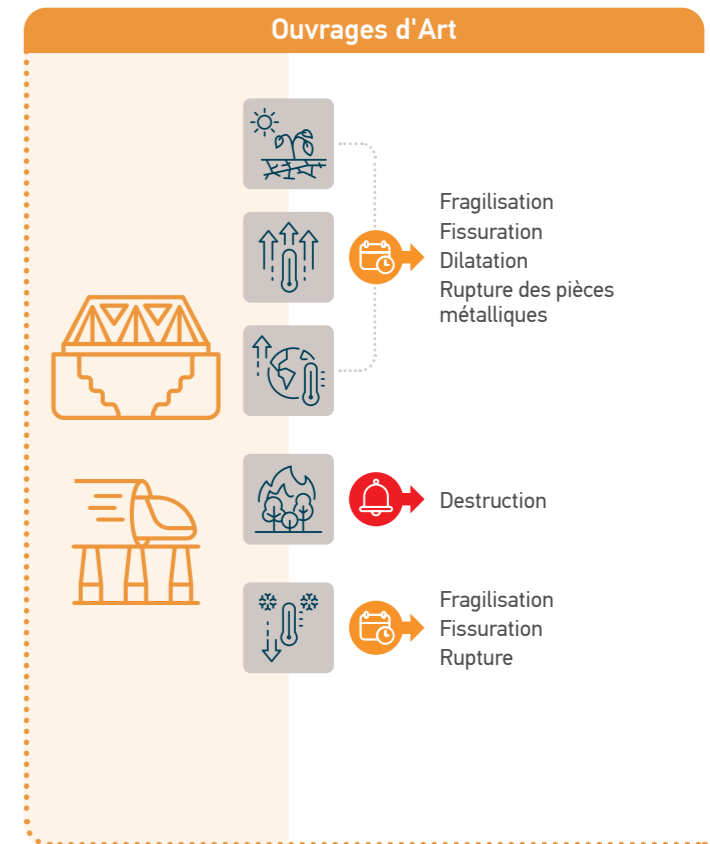 Ouvrages d'Art
Fragilisation
Fissuration
Dilatation
Rupture des pièces
métalliques
Destruction
Fragilisation
Fissuration
Rupture